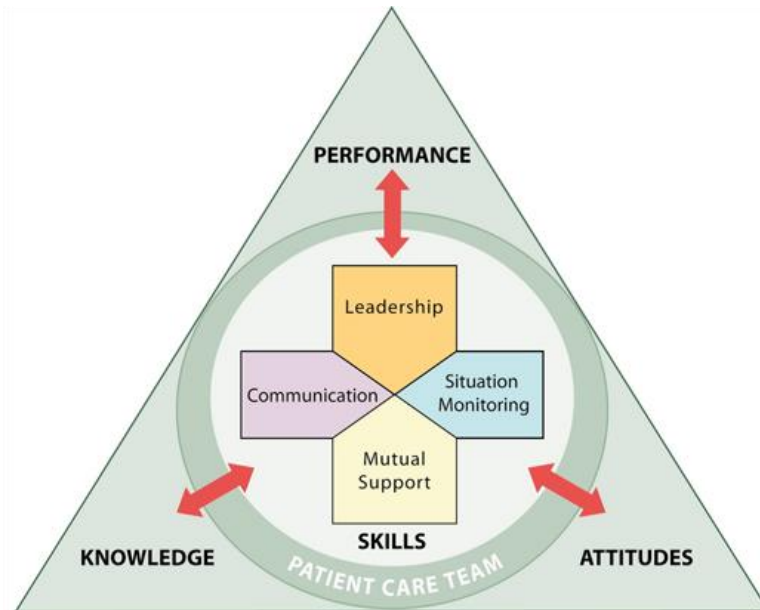 PERFORMANCE
Leadership
Communication
Situation
Monitoring
Mutual
Support
SKILLS
KNOWLEDGE
ATTITUDES
PATIENT CARE TEAM